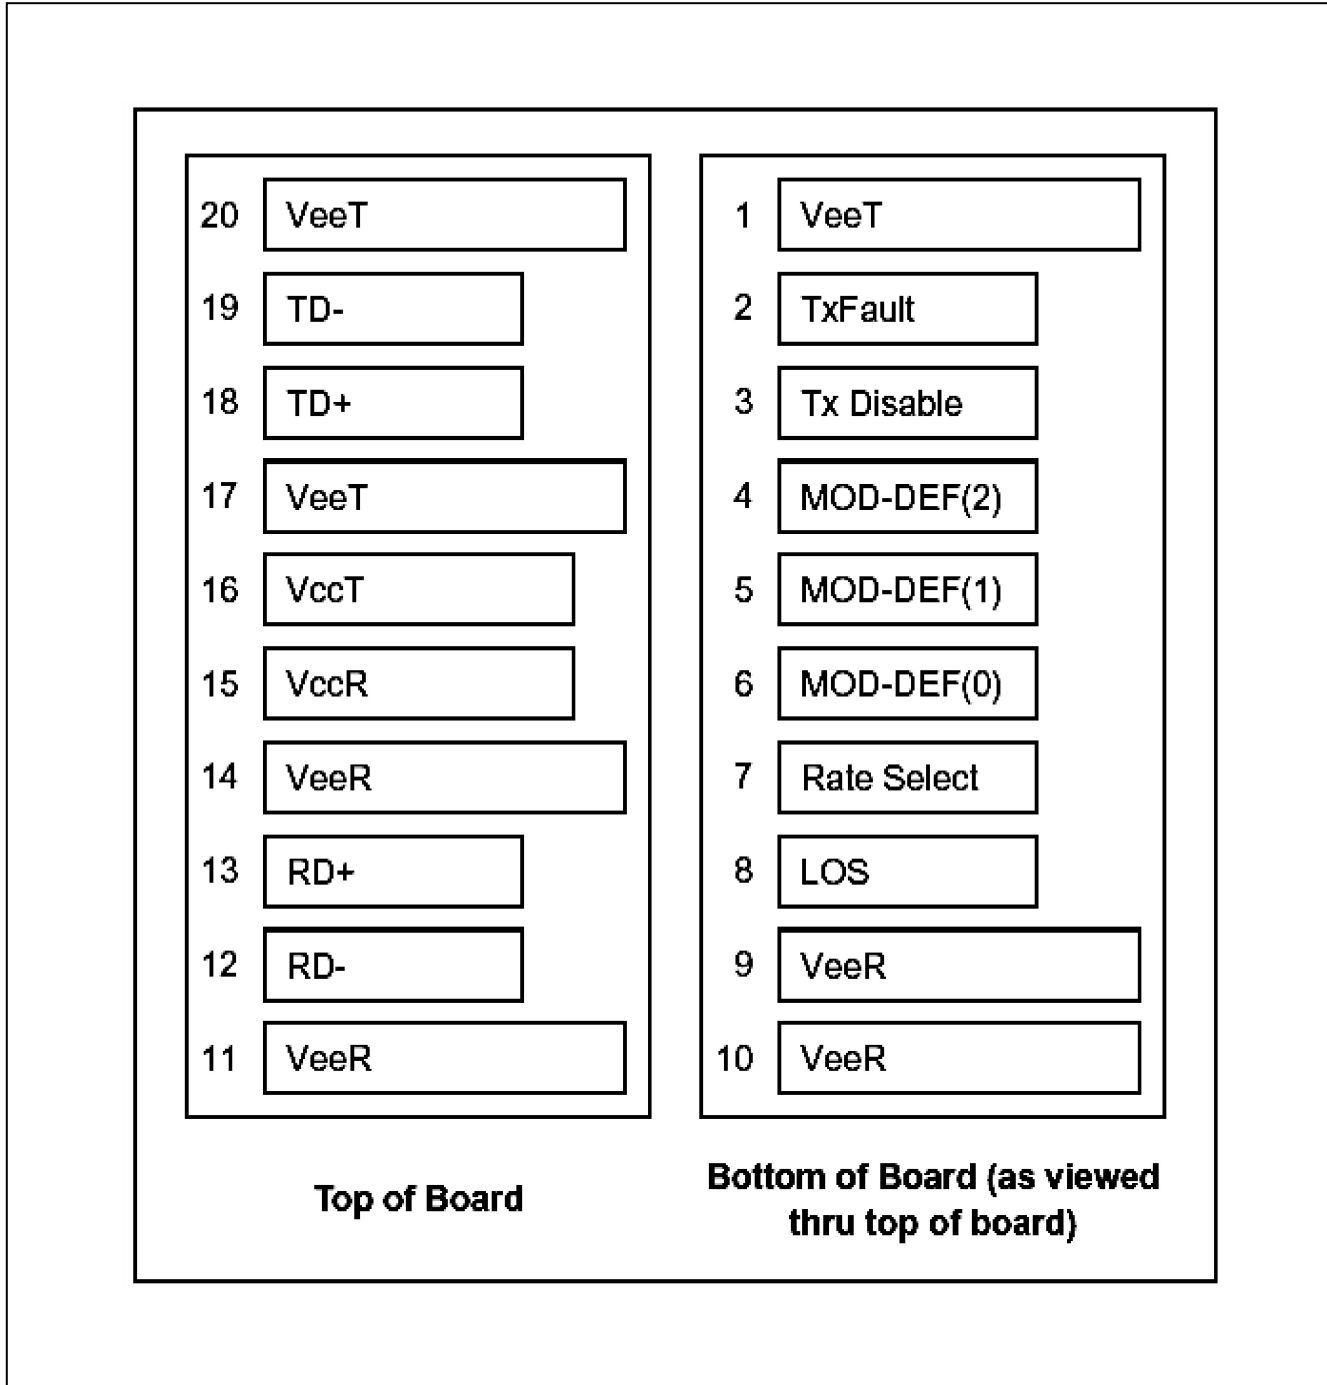 20 VeeT
19 TD-
18 TD+
17 VeeT
16 VccT
15 VccR
14 VeeR
13 RD+
12 RD-
11 VeeR
Top of Board
1 VeeT
2 TxFault
3 Tx Disable
4 MOD-DEF(2)
5 MOD-DEF(1)
6 MOD-DEF(0)
7 Rate Select
8 LOS
9 VeeR
10 VeeR
Bottom of Board (as viewed
thru top of board)